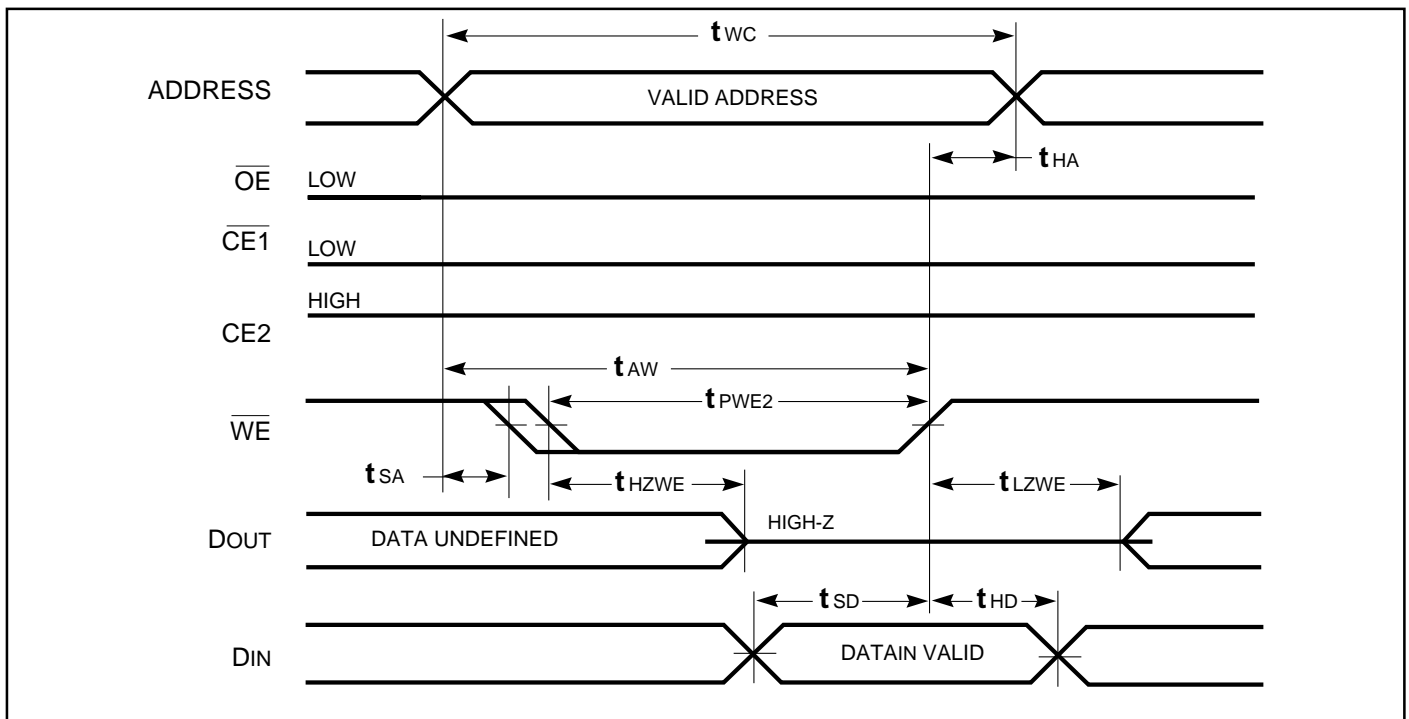 tWC
ADDRESS
VALID ADDRESS
tHA
OE
LOW
CE1
LOW
HIGH
CE2
tAW
tPWE2
WE
tSA
tHZWE
tLZWE
DOUT
DATA UNDEFINED
HIGH-Z
tSD
tHD
DIN
DATAIN VALID